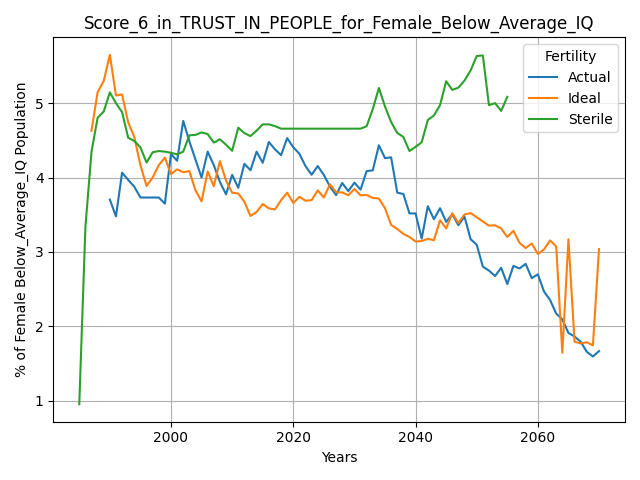 Score_6_in_TRUST_IN_PEOPLE_for_Female_Below_Average_IQ
% of Female Below_Average_IQ Population
5
4
3
2
1
Fertility
Actual
Ideal
Sterile
2000
2020
2040
2060
Years